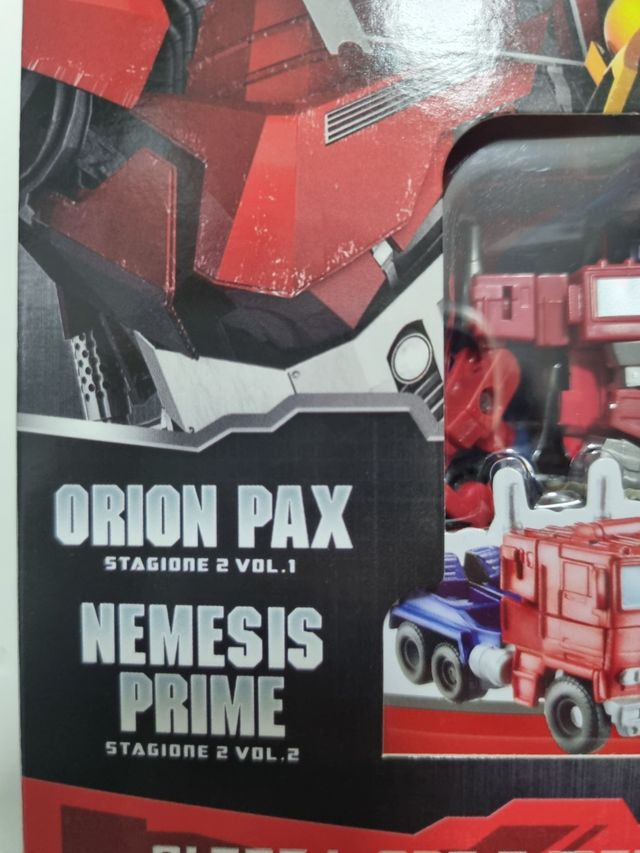 ORION PAX
STAGIONE 2 VOL.1
NEMESIS
PRIME
STAGIONE 2 VOL.2